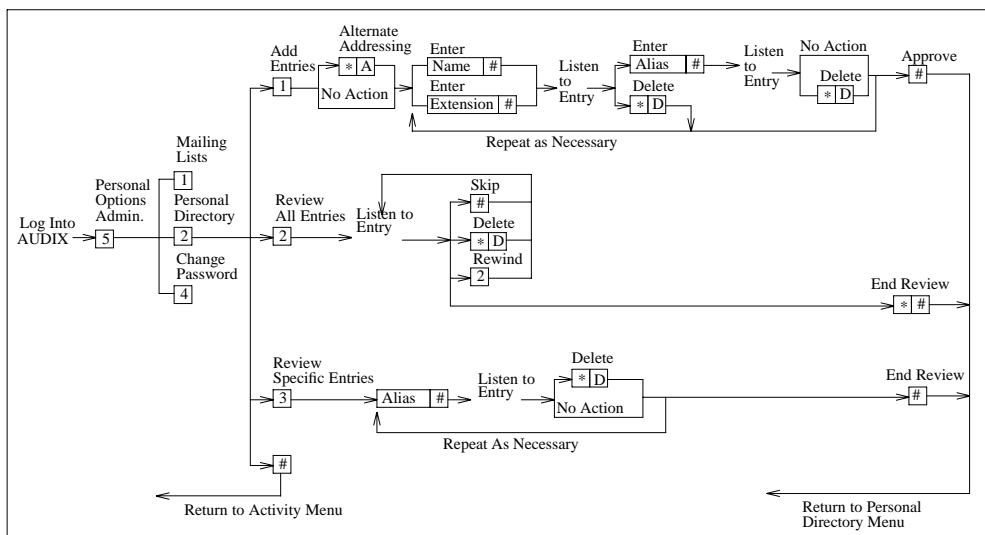 Add
Entries
1
Alternate
Addressing
* A
No Action
Enter
Name #
Enter
Extension #
Listen
to
Entry
Enter
Alias #
Delete
* D
Listen
to
Entry
No Action
Delete
* D
Approve
#
Repeat as Necessary
Log Into
AUDIX
Personal
Options
Admin.
5
Mailing
Lists
1
Personal
Directory
2
Change
Password
4
Review
All Entries
2
Listen to
Entry
Skip
#
Delete
* D
Rewind
2
End Review
* #
Review
Specific Entries
3
Alias #
Listen to
Entry
Delete
* D
No Action
End Review
#
Repeat As Necessary
#
Return to Activity Menu
Return to Personal
Directory Menu